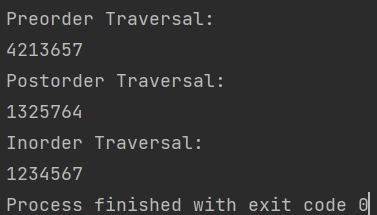 Preorder Traversal:
4213657
Postorder Traversal:
1325764
Inorder Traversal:
1234567
Process finished with exit code 0